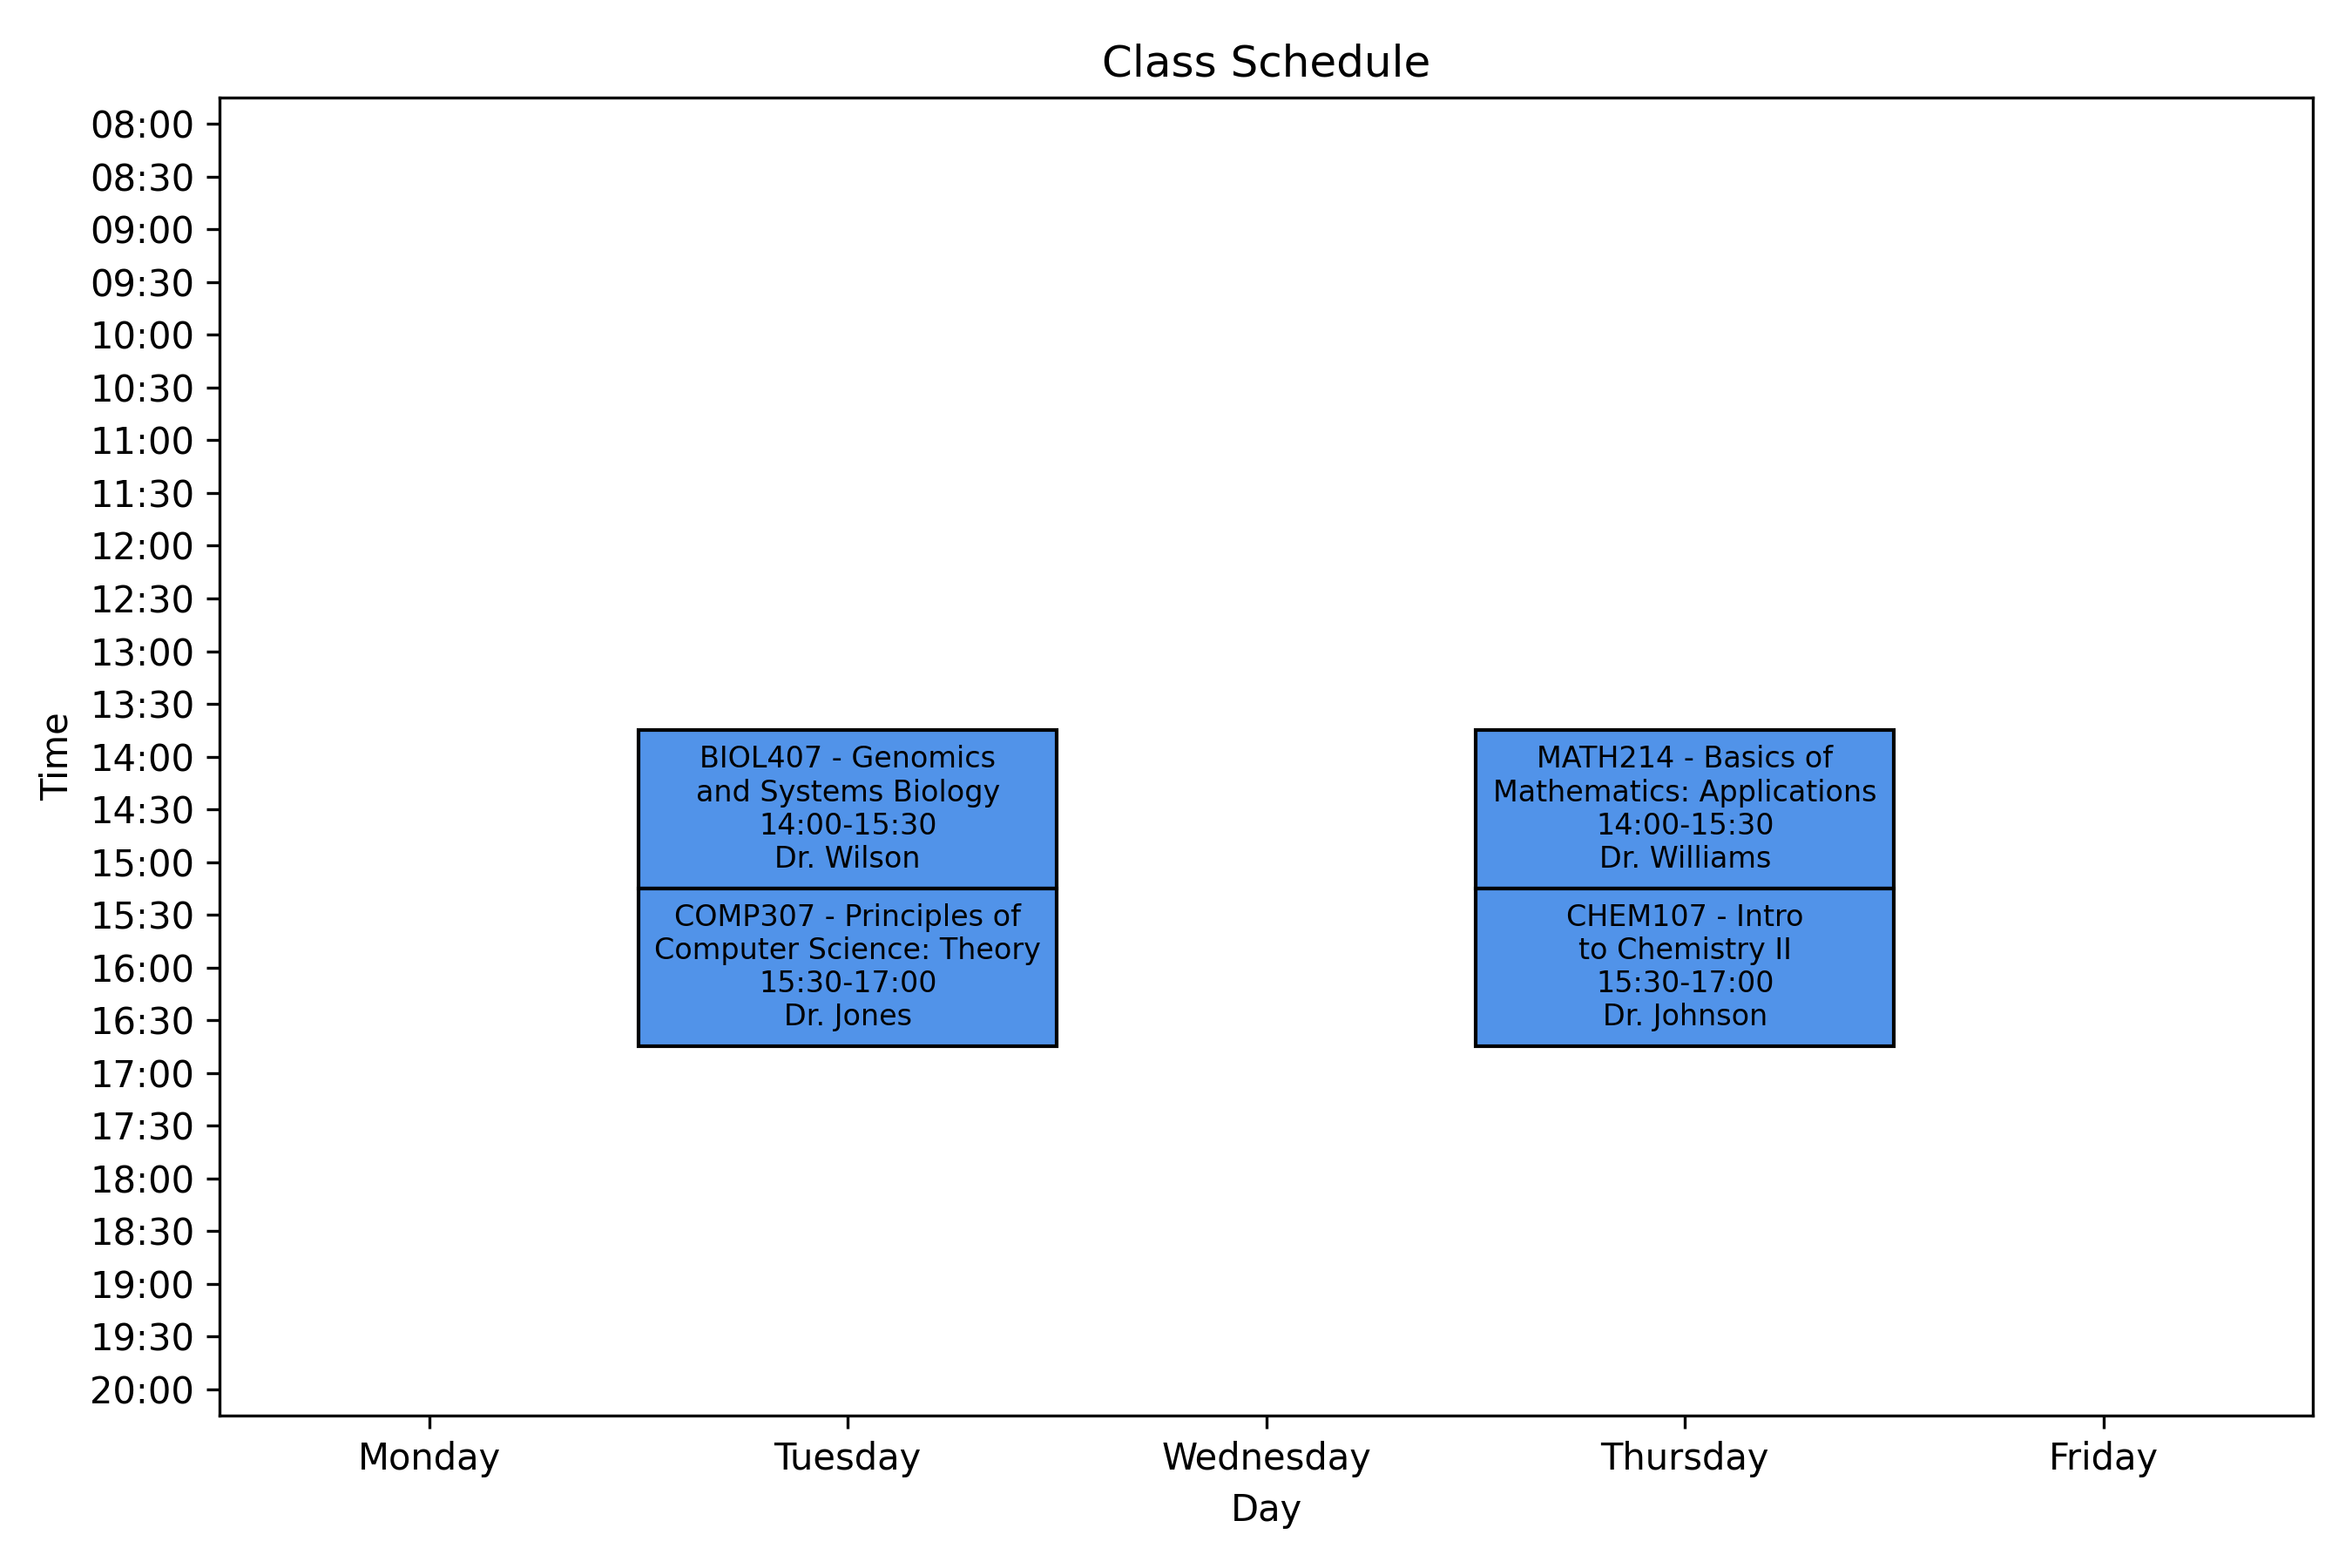 Class Schedule
Time
08:00
08:30
09:00
09:30
10:00
10:30
11:00
11:30
12:00
12:30
13:00
13:30
14:00
14:30
15:00
15:30
16:00
16:30
17:00
17:30
18:00
18:30
19:00
19:30
20:00
BIOL407 - Genomics
and Systems Biology
14:00-15:30
Dr. Wilson
COMP307 - Principles of
Computer Science: Theory
15:30-17:00
Dr. Jones
MATH214 - Basics of
Mathematics: Applications
14:00-15:30
Dr. Williams
CHEM107 - Intro
to Chemistry II
15:30-17:00
Dr. Johnson
Monday
Tuesday
Wednesday
Thursday
Friday
Day